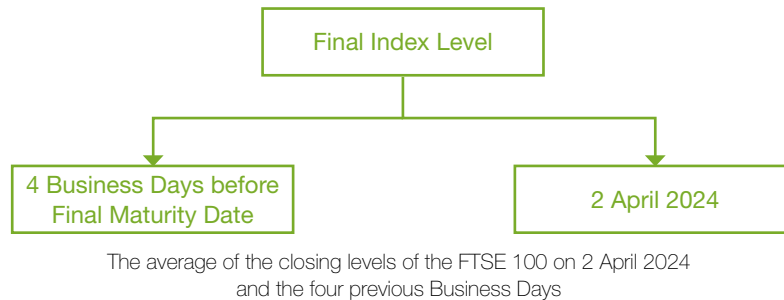 Final Index Level
4 Business Days before
Final Maturity Date
2 April 2024
The average of the closing levels of the FTSE 100 on 2 April 2024
and the four previous Business Days